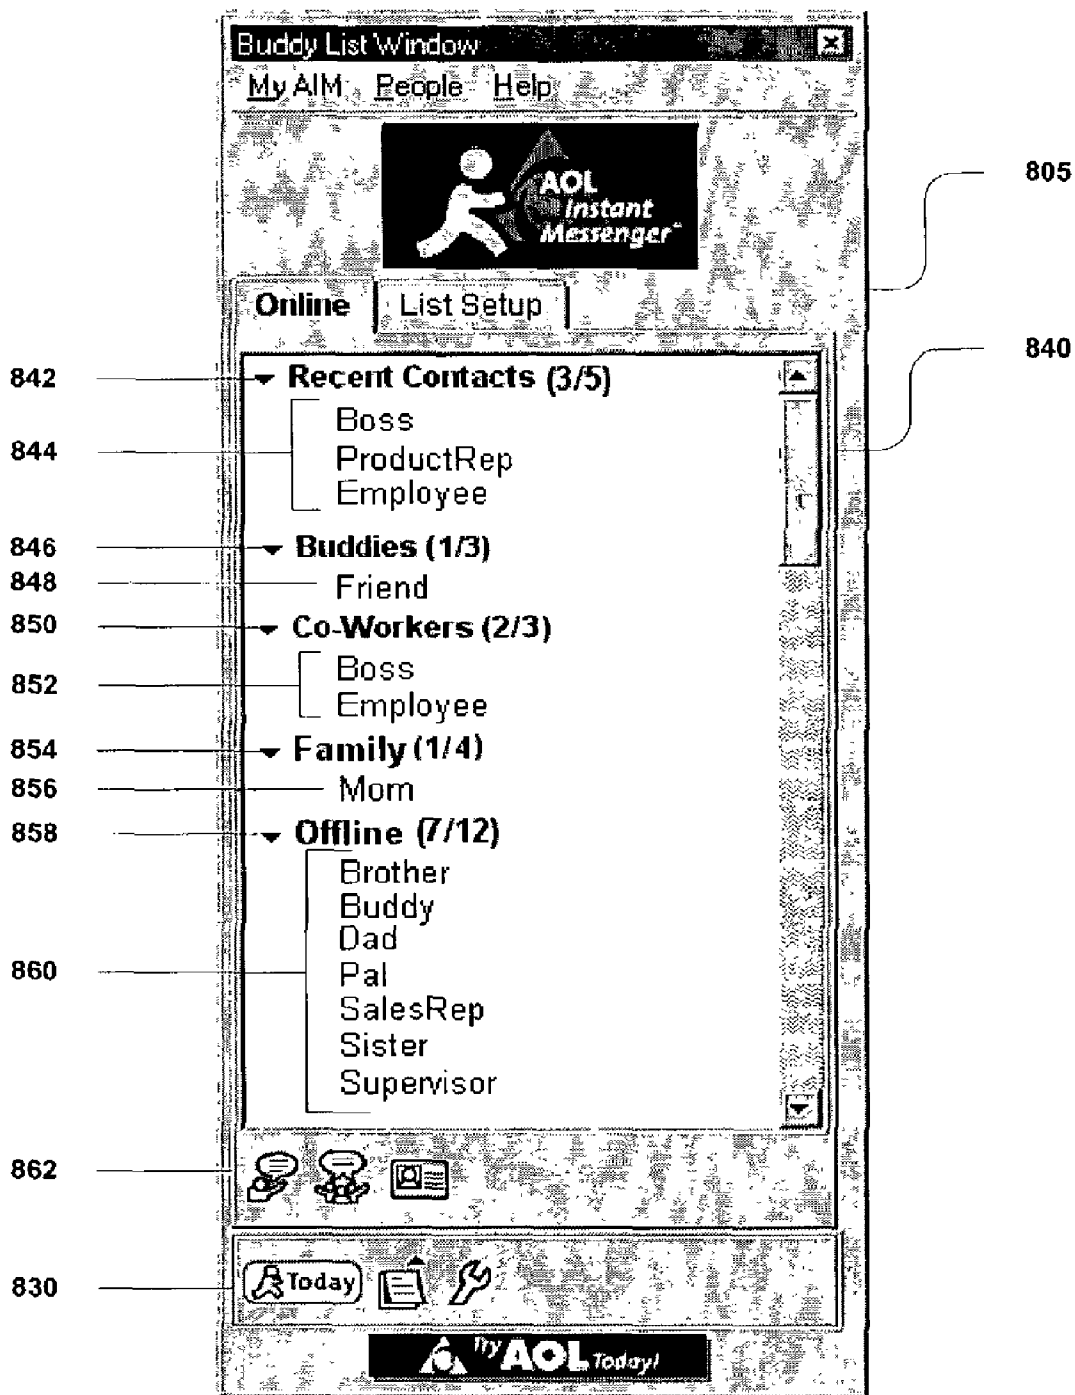 Buddy List Window
My AIM People Help
AOL
Instant
Messenger™
805
Online List Setup
840
842 Recent Contacts (3/5)
Boss
844 ProductRep
Employee
846 Buddies (1/3)
848 Friend
850 Co-Workers (2/3)
Boss
852
Employee
854 Family (1/4)
856 Mom
858 Offline (7/12)
Brother
Buddy
Dad
860 Pal
SalesRep
Sister
Supervisor
862
830 Today
Try AOL Today!